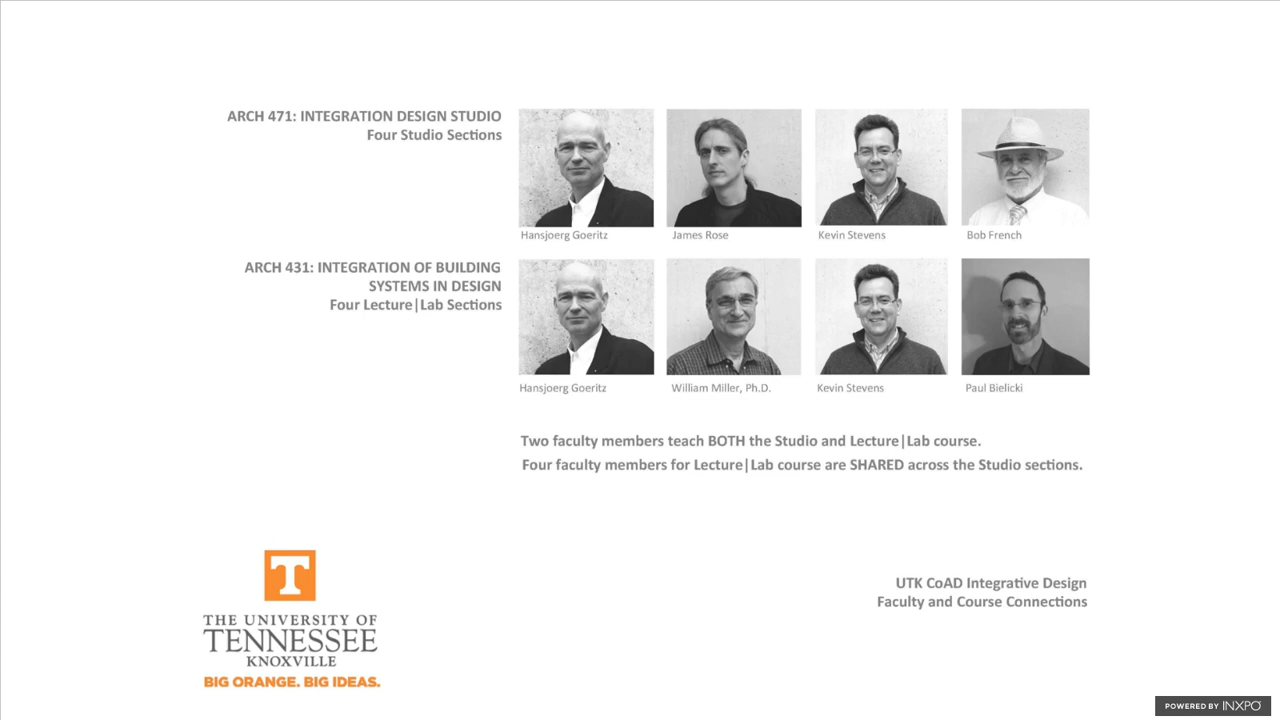 ARCH 471: INTEGRATION DESIGN STUDIO
Four Studio Sections
Hansjoerg Goeritz
James Rose
Kevin Stevens
Bob French
ARCH 431: INTEGRATION OF BUILDING
SYSTEMS IN DESIGN
Four Lecture|Lab Sections
Hansjoerg Goeritz
William Miller, Ph.D.
Kevin Stevens
Paul Bielicki
Two faculty members teach BOTH the Studio and Lecture|Lab course.
Four faculty members for Lecture|Lab course are SHARED across the Studio sections.
T
THE UNIVERSITY OF
TENNESSEE
KNOXVILLE
BIG ORANGE. BIG IDEAS.
UTK CoAD Integrative Design
Faculty and Course Connections
POWERED BY INXPO